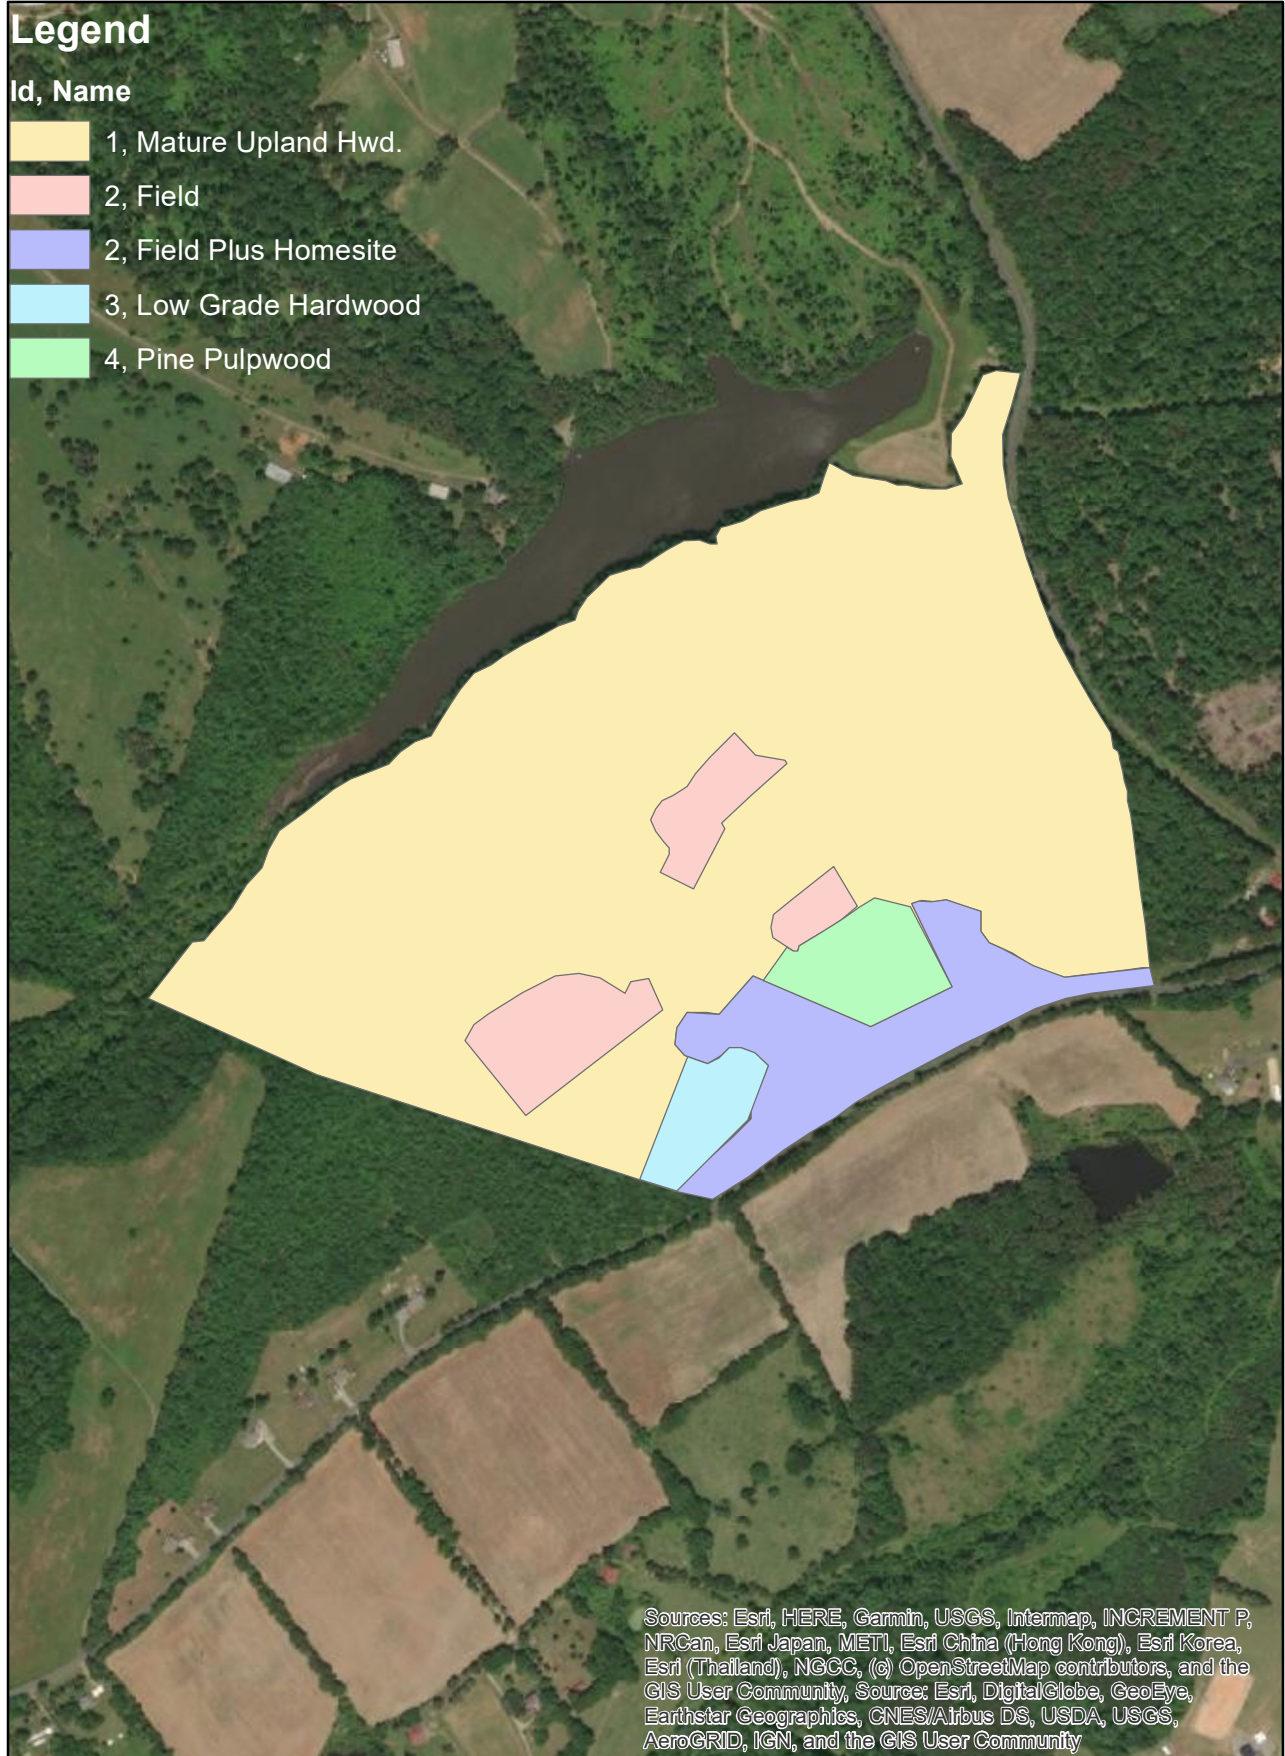 Legend
Id, Name
1, Mature Upland Hwd.
2, Field
2, Field Plus Homesite
3, Low Grade Hardwood
4, Pine Pulpwood
Sources: Esri, HERE, Garmin, USGS, Intermap, INCREMENT P,
NRCan, Esri Japan, METI, Esri China (Hong Kong), Esri Korea,
Esri (Thailand), NGCC, (c) OpenStreetMap contributors, and the
GIS User Community, Source: Esri, DigitalGlobe, GeoEye,
Earthstar Geographics, CNES/Airbus DS, USDA, USGS,
AeroGRID, IGN, and the GIS User Community